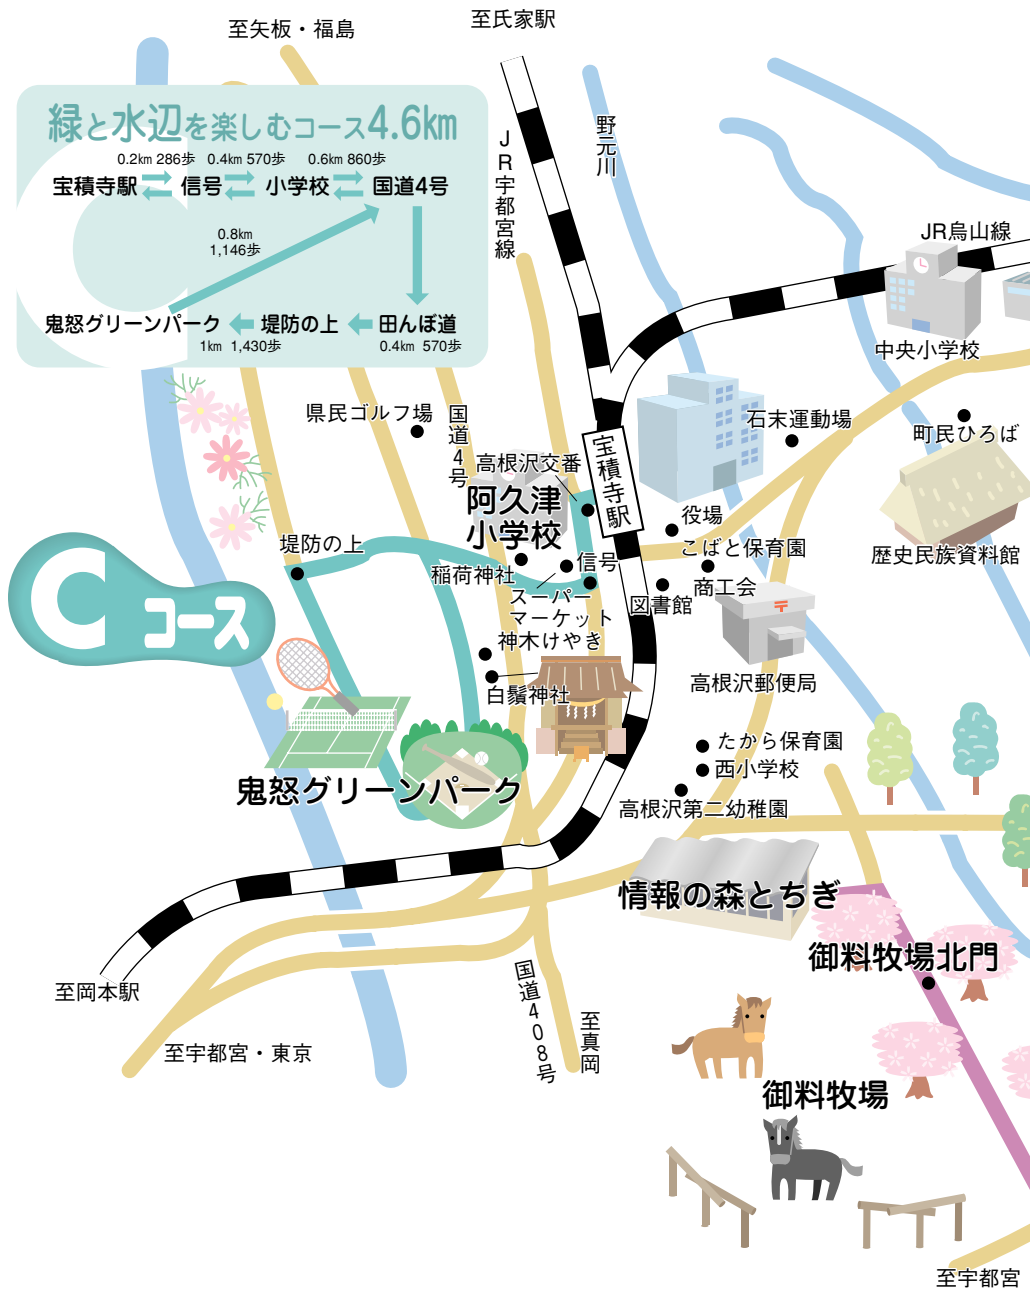 至矢板・福島
至氏家駅
緑と水辺を楽しむコース4.6km
0.2km 286歩
0.4km 570歩
0.6km 860歩
宝積寺駅
信号
小学校
国道4号
0.8km
1,146歩
鬼怒グリーンパーク
堤防の上
田んぼ道
1km 1,430歩
0.4km 570歩
JR宇都宮線
野元川
JR烏山線
中央小学校
県民ゴルフ場
国道4号
石末運動場
町民ひろば
高根沢交番
宝積寺駅
阿久津
小学校
役場
歴史民族資料館
堤防の上
稲荷神社
信号
こばと保育園
スーパー
マーケット
図書館
商工会
Cコース
神木けやき
白鬚神社
高根沢郵便局
〒
たから保育園
西小学校
鬼怒グリーンパーク
高根沢第二幼稚園
情報の森とちぎ
御料牧場北門
至岡本駅
国道408号
至真岡
至宇都宮・東京
御料牧場
至宇都宮